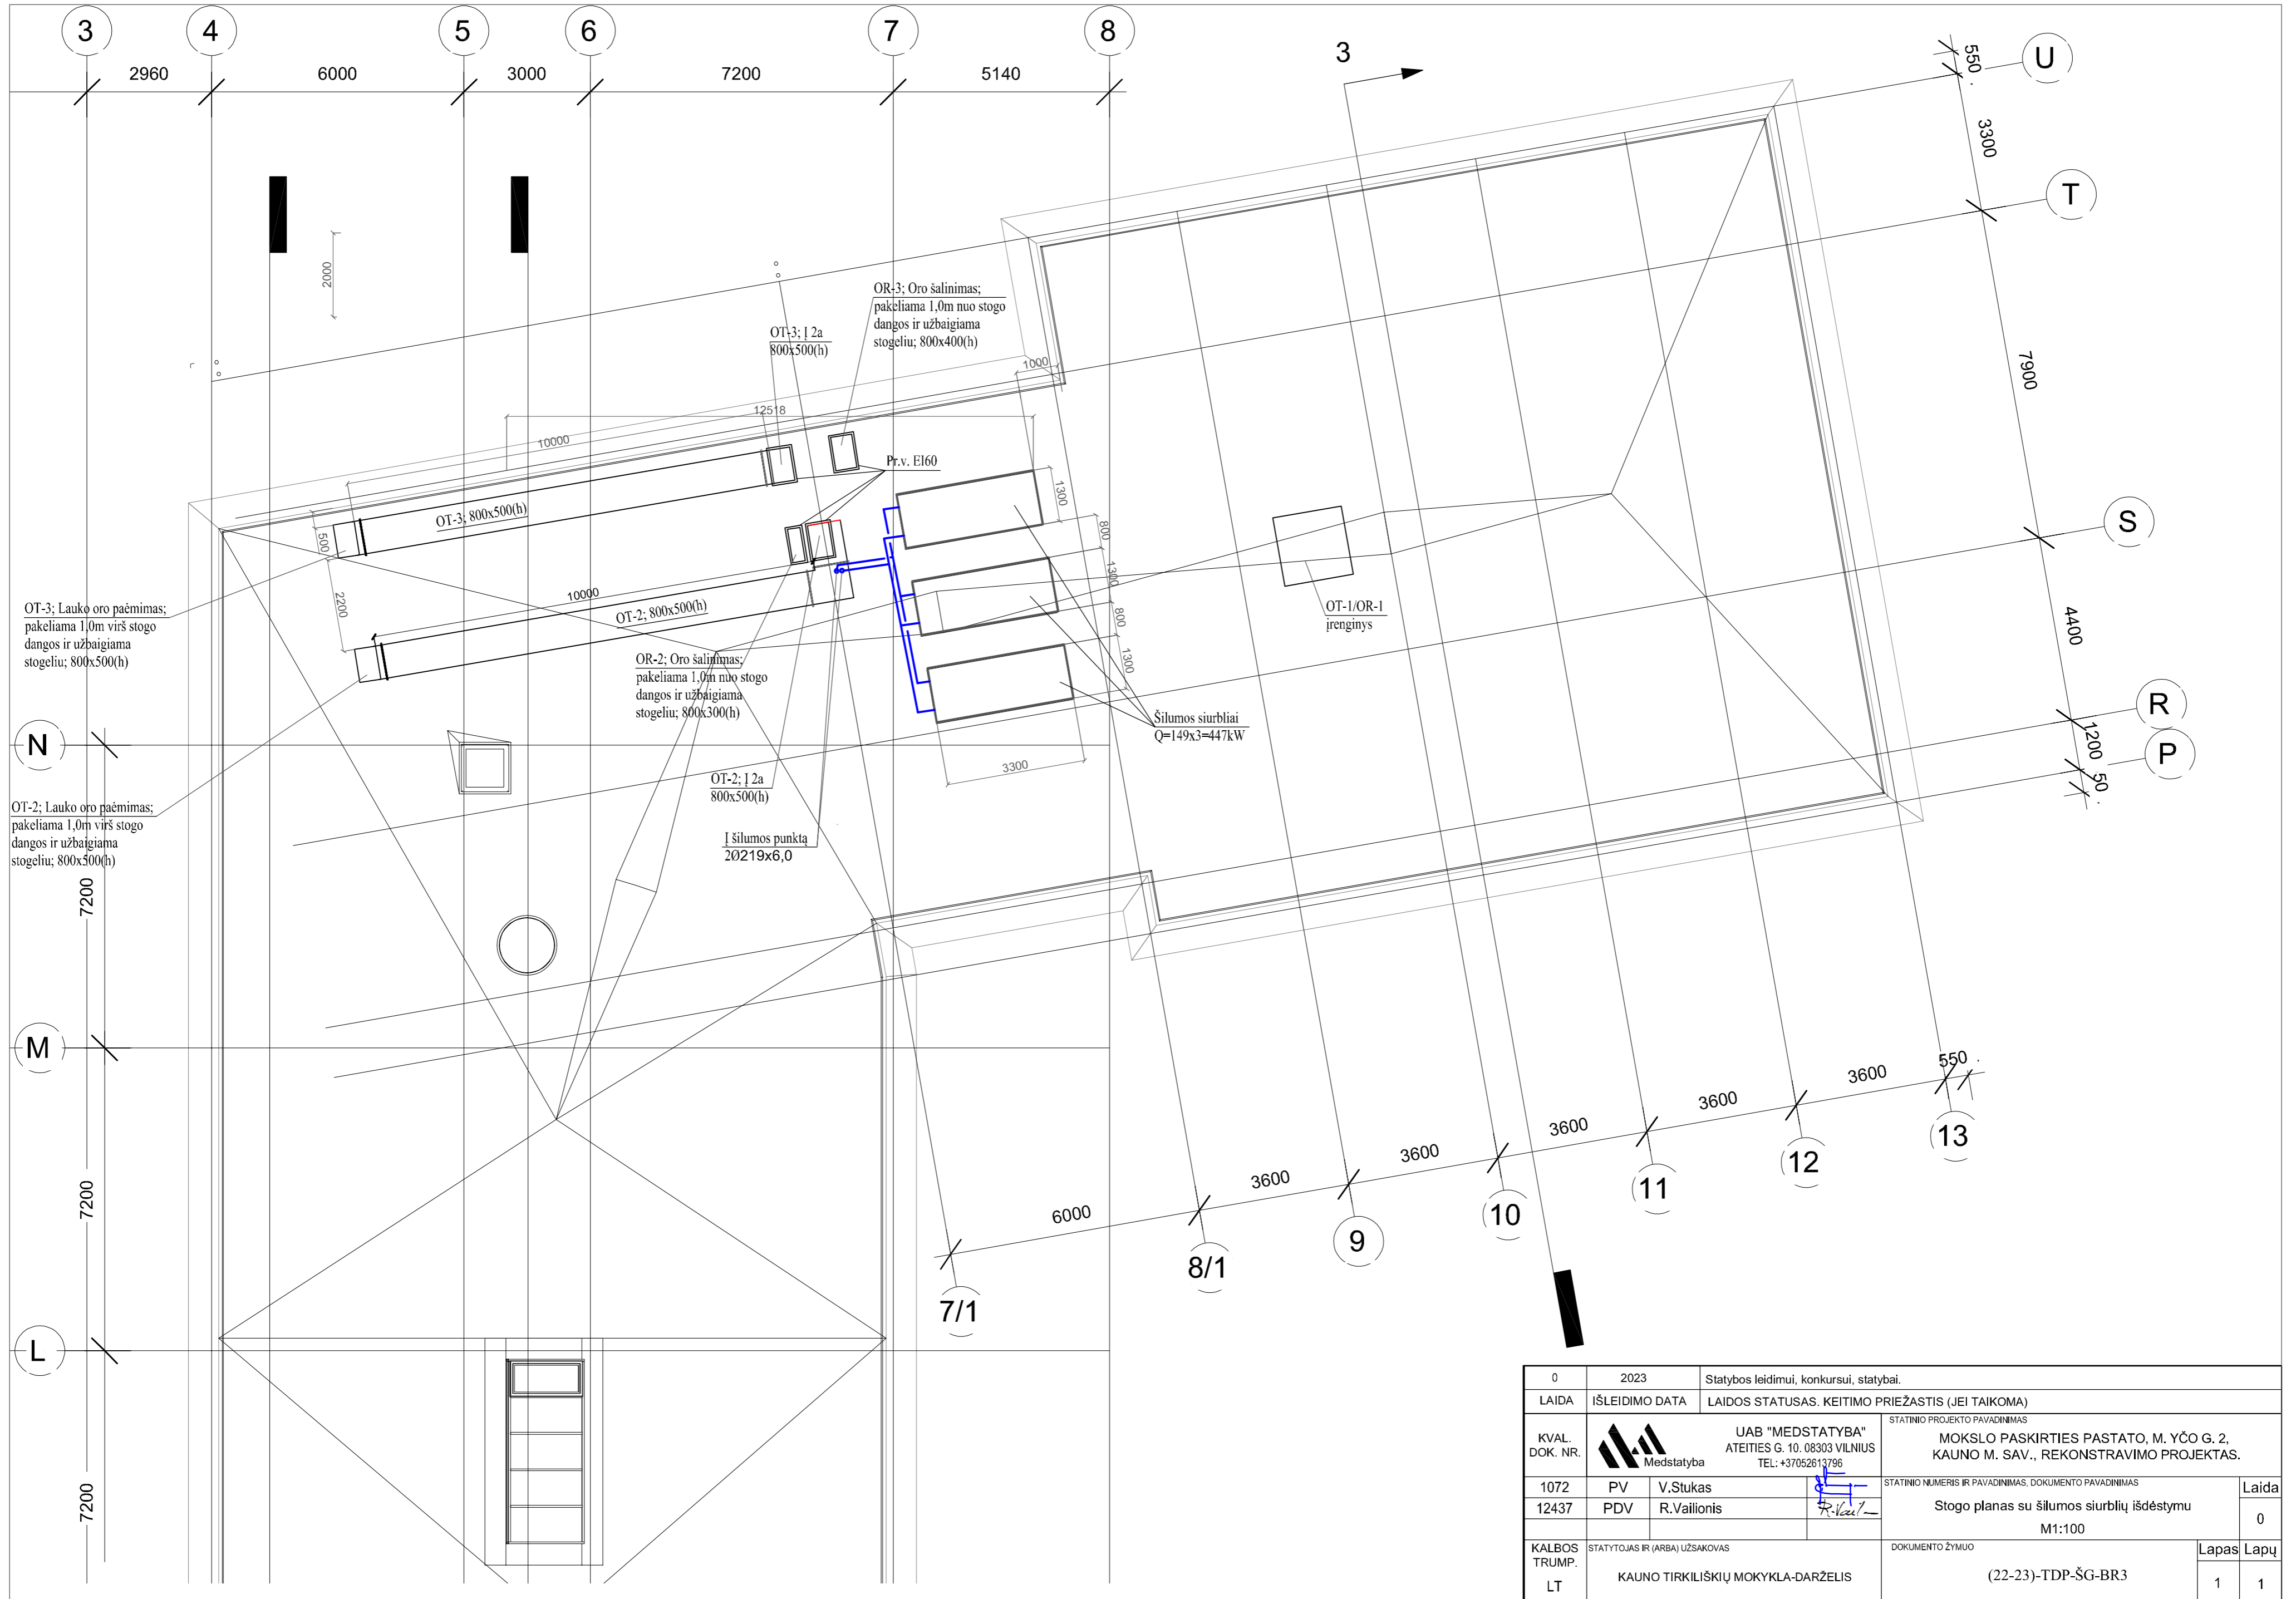 3
4
5
6
7
8
2960
6000
3000
7200
5140
3
550
U
3300
T
7900
S
4400
R
1200
P
50
2000
OR-3; Oro šalinimas;
pakeliama 1,0m nuo stogo
dangos ir užbaigiama
stogeliu; 800x400(h)
OT-3; Į 2a
800x500(h)
1000
12518
10000
Pr.v. EI60
OT-3; 800x500(h)
500
2200
1300
800
1300
800
1300
10000
OT-2; 800x500(h)
OT-3; Lauko oro paėmimas;
pakeliama 1,0m virš stogo
dangos ir užbaigiama
stogeliu; 800x500(h)
OT-1/OR-1
įrenginys
OR-2; Oro šalinimas;
pakeliama 1,0m nuo stogo
dangos ir užbaigiama
stogeliu; 800x300(h)
Šilumos siurbliai
Q=149x3=447kW
3300
OT-2; Į 2a
800x500(h)
N
OT-2; Lauko oro paėmimas;
pakeliama 1,0m virš stogo
dangos ir užbaigiama
stogeliu; 800x500(h)
Į šilumos punktą
2Ø219x6,0
7200
M
7200
L
7200
6000
3600
3600
3600
3600
3600
550
7/1
8/1
9
10
11
12
13
0 2023 Statybos leidimui, konkursui, statybai.
LAIDA IŠLEIDIMO DATA LAIDOS STATUSAS. KEITIMO PRIEŽASTIS (JEI TAIKOMA)
KVAL.
DOK. NR.
Medstatyba
UAB "MEDSTATYBA"
ATEITIES G. 10. 08303 VILNIUS
TEL: +37052613796
STATINIO PROJEKTO PAVADINIMAS
MOKSLO PASKIRTIES PASTATO, M. YČO G. 2,
KAUNO M. SAV., REKONSTRAVIMO PROJEKTAS.
1072 PV V.Stukas
12437 PDV R.Vailionis
STATINIO NUMERIS IR PAVADINIMAS, DOKUMENTO PAVADINIMAS
Stogo planas su šilumos siurblių išdėstymu
M1:100
Laida
0
KALBOS
TRUMP.
LT
STATYTOJAS IR (ARBA) UŽSAKOVAS
KAUNO TIRKILIŠKIŲ MOKYKLA-DARŽELIS
DOKUMENTO ŽYMUO
(22-23)-TDP-ŠG-BR3
Lapas Lapų
1 1